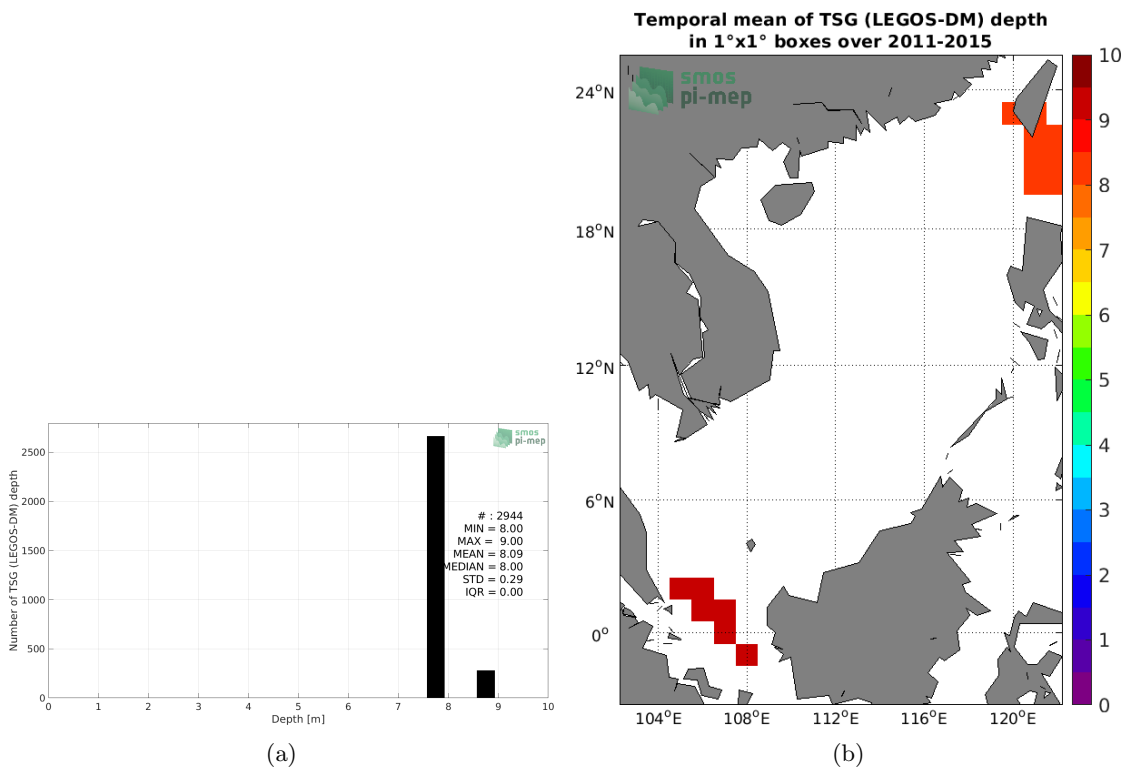 Number of TSG (LEGOS-DM) depth
2500
2000
1500
1000
500
0
smos
pi-mep
# : 2944
MIN = 8.00
MAX = 9.00
MEAN = 8.09
MEDIAN = 8.00
STD = 0.29
IQR = 0.00
0 1 2 3 4 5 6 7 8 9 10
Depth [m]
(a)
Temporal mean of TSG (LEGOS-DM) depth
in 1°x1° boxes over 2011-2015
smos
pi-mep
24°N
18°N
12°N
6°N
0°
104°E 108°E 112°E 116°E 120°E
10
9
8
7
6
5
4
3
2
1
0
(b)